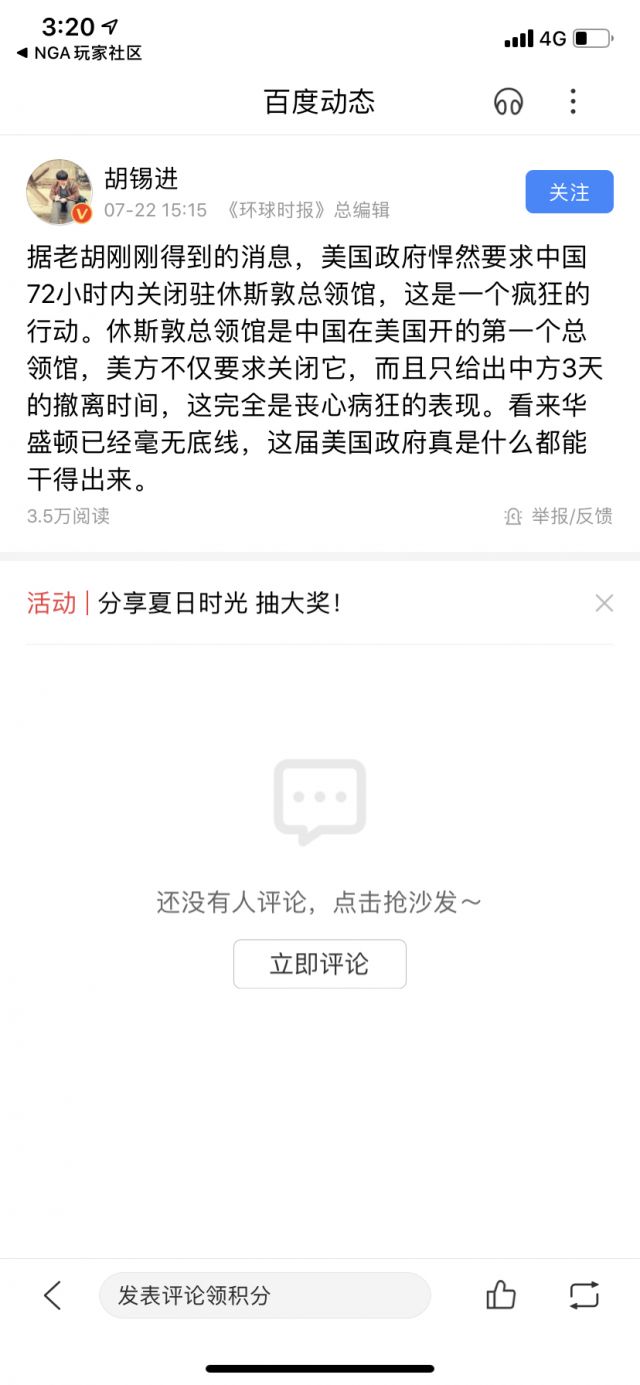 3:20
4G
NGA玩家社区
百度动态
胡锡进
07-22 15:15 《环球时报》总编辑
关注
据老胡刚刚得到的消息，美国政府悍然要求中国
72小时内关闭驻休斯敦总领馆，这是一个疯狂的
行动。休斯敦总领馆是中国在美国开的第一个总
领馆，美方不仅要求关闭它，而且只给出中方3天
的撤离时间，这完全是丧心病狂的表现。看来华
盛顿已经毫无底线，这届美国政府真是什么都能
干得出来。
3.5万阅读
举报/反馈
活动|分享夏日时光 抽大奖！
还没有人评论，点击抢沙发～
立即评论
发表评论领积分